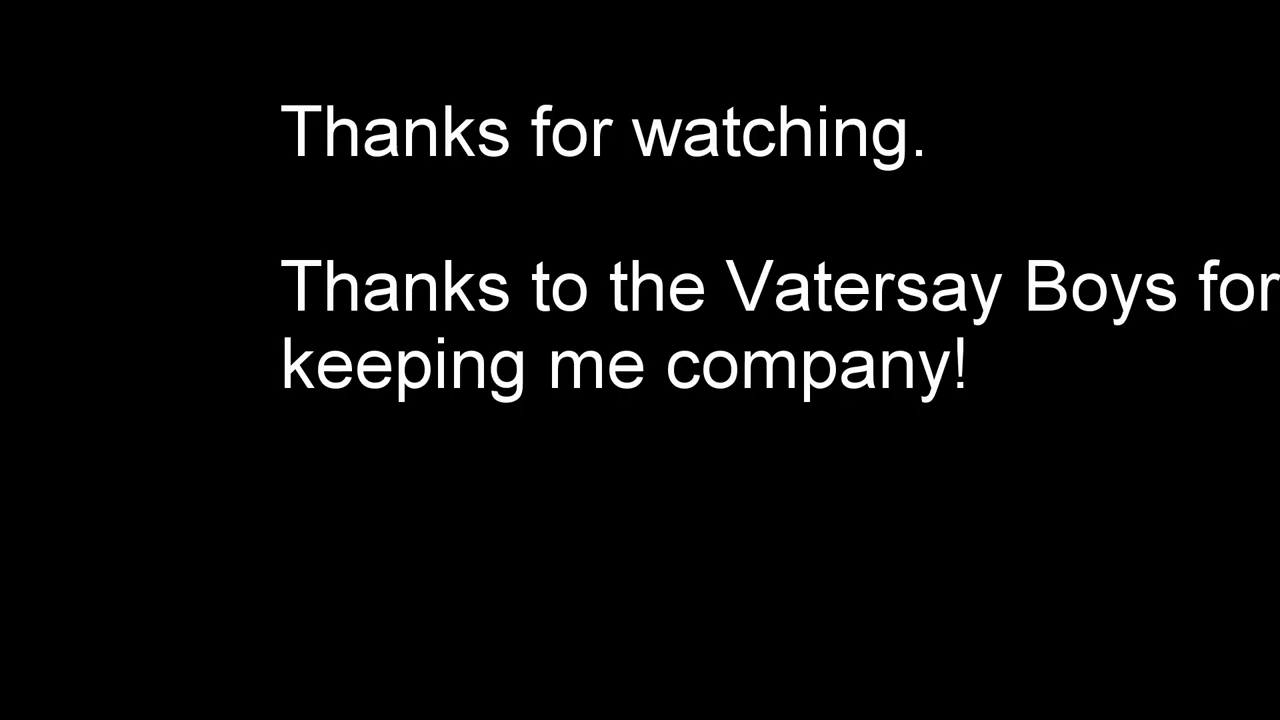 Thanks for watching.
Thanks to the Vatersay Boys for
keeping me company!